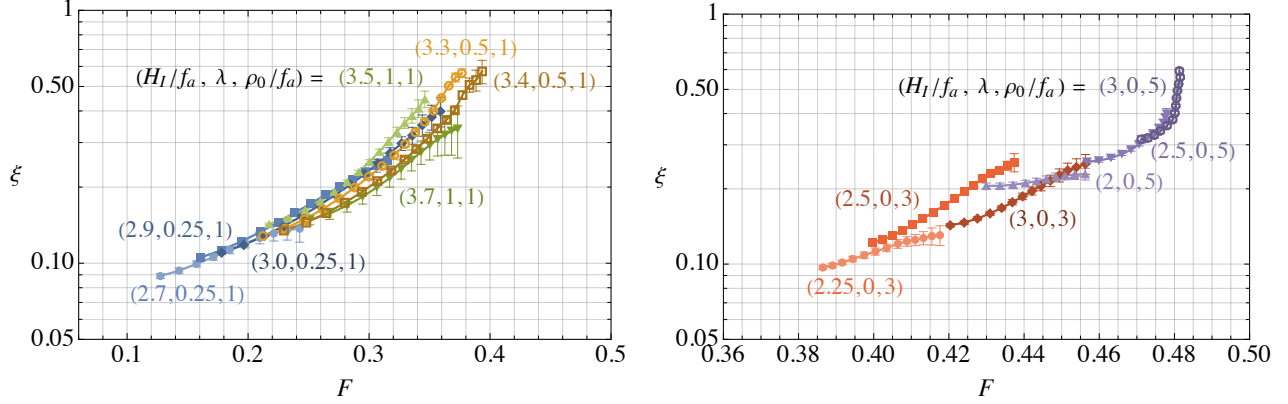 1
0.50
0.10
0.05
ξ
(H_I/f_a , λ , ρ_0/f_a) =
(3.5,1,1)
(3.3,0.5,1)
(3.4,0.5,1)
(3.7,1,1)
(2.9,0.25,1)
(3.0,0.25,1)
(2.7,0.25,1)
0.1 0.2 0.3 0.4 0.5
F
1
0.50
0.10
0.05
ξ
(H_I/f_a , λ , ρ_0/f_a) =
(3,0,5)
(2.5,0,5)
(2,0,5)
(2.5,0,3)
(3,0,3)
(2.25,0,3)
0.36 0.38 0.40 0.42 0.44 0.46 0.48 0.50
F